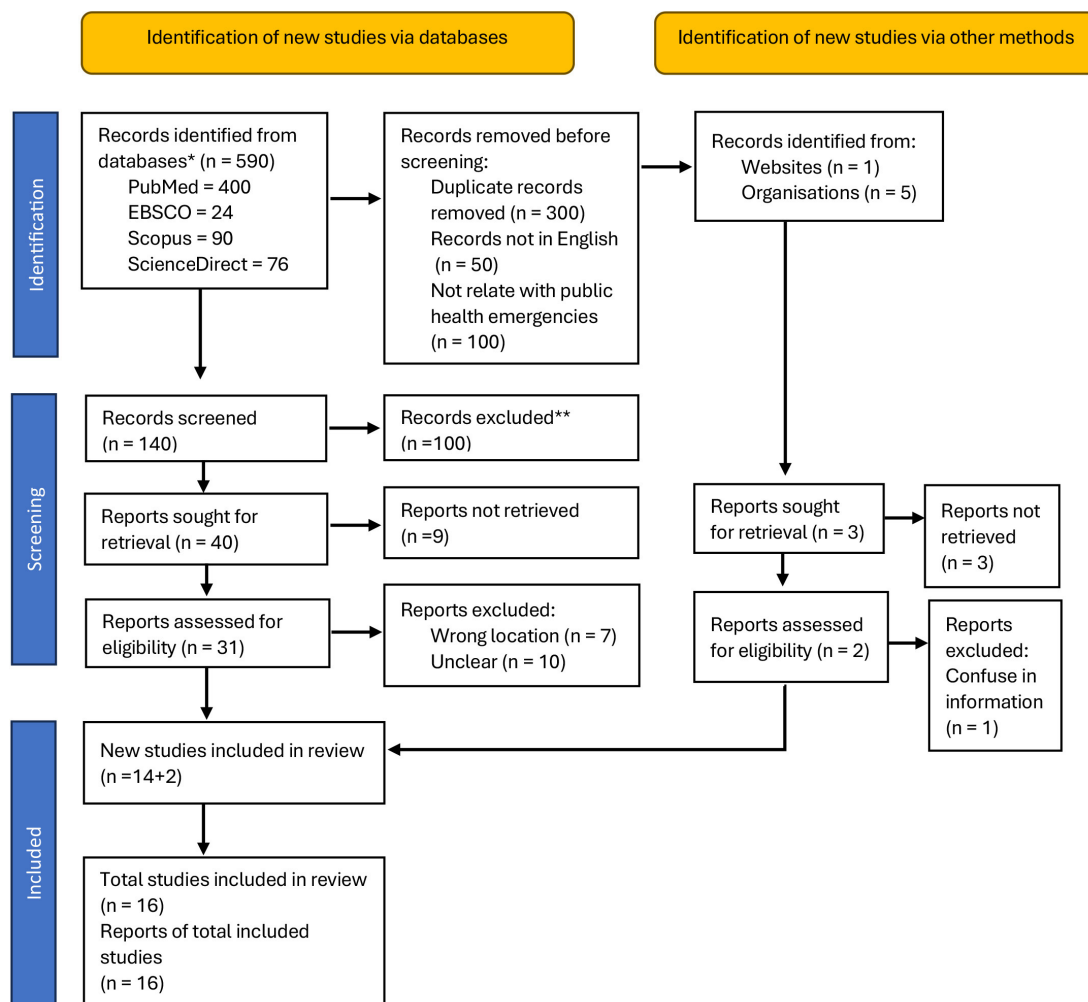 Identification of new studies via databases
Identification of new studies via other methods
Identification
Records identified from
databases* (n = 590)
PubMed = 400
EBSCO = 24
Scopus = 90
ScienceDirect = 76
Records removed before
screening:
Duplicate records
removed (n = 300)
Records not in English
(n = 50)
Not relate with public
health emergencies
(n = 100)
Records identified from:
Websites (n = 1)
Organisations (n = 5)
Screening
Records screened
(n = 140)
Records excluded**
(n =100)
Reports sought for
retrieval (n = 40)
Reports not retrieved
(n =9)
Reports sought
for retrieval (n = 3)
Reports not
retrieved
(n = 3)
Reports assessed for
eligibility (n = 31)
Reports excluded:
Wrong location (n = 7)
Unclear (n = 10)
Reports assessed
for eligibility (n = 2)
Reports
excluded:
Confuse in
information
(n = 1)
Included
New studies included in review
(n =14+2)
Total studies included in review
(n = 16)
Reports of total included
studies
(n = 16)